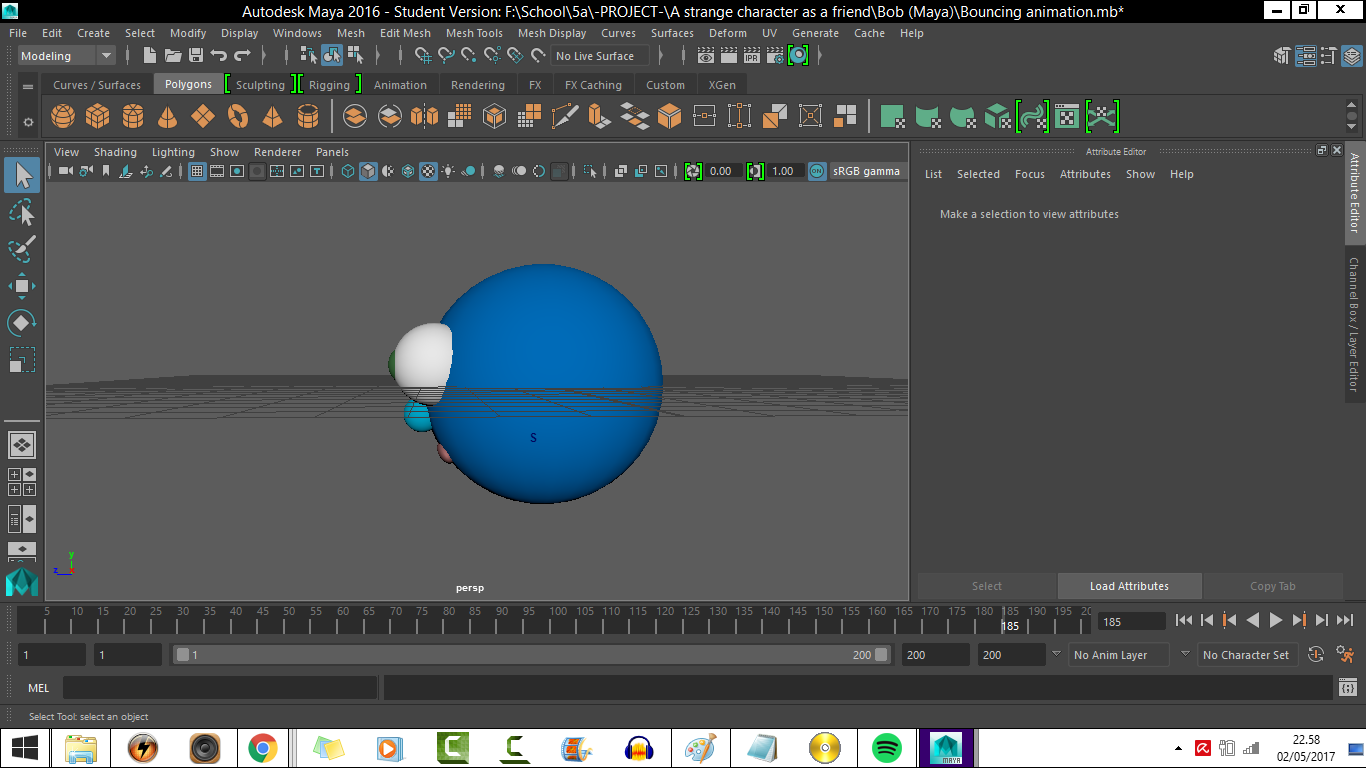 Autodesk Maya 2016 - Student Version: F:\School\5a\-PROJECT-\A strange character as a friend\Bob (Maya)\Bouncing animation.mb*
File Edit Create Select Modify Display Windows Mesh Edit Mesh Mesh Tools Mesh Display Curves Surfaces Deform UV Generate Cache Help
Modeling No Live Surface IPR
Curves / Surfaces Polygons Sculpting Rigging Animation Rendering FX FX Caching Custom XGen
View Shading Lighting Show Renderer Panels
0.00 1.00 ON sRGB gamma
S
y
z x
persp
Attribute Editor
List Selected Focus Attributes Show Help
Make a selection to view attributes
Select Load Attributes Copy Tab
Attribute Editor
Channel Box / Layer Editor
5 10 15 20 25 30 35 40 45 50 55 60 65 70 75 80 85 90 95 100 105 110 115 120 125 130 135 140 145 150 155 160 165 170 175 180 185 190 195 20
185 185
1 1 1 200 200 200 No Anim Layer No Character Set
MEL
Select Tool: select an object
MAYA
22.58
02/05/2017